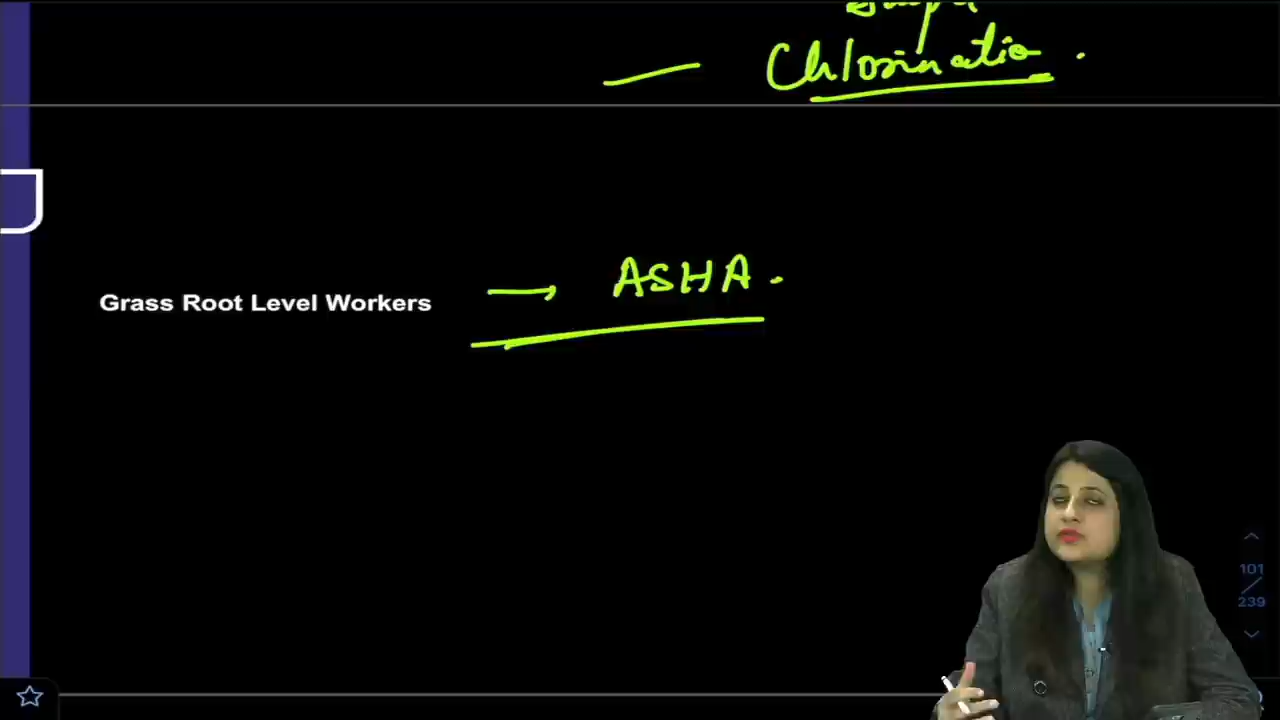 Chlorination.
Grass Root Level Workers → ASHA.
101
239